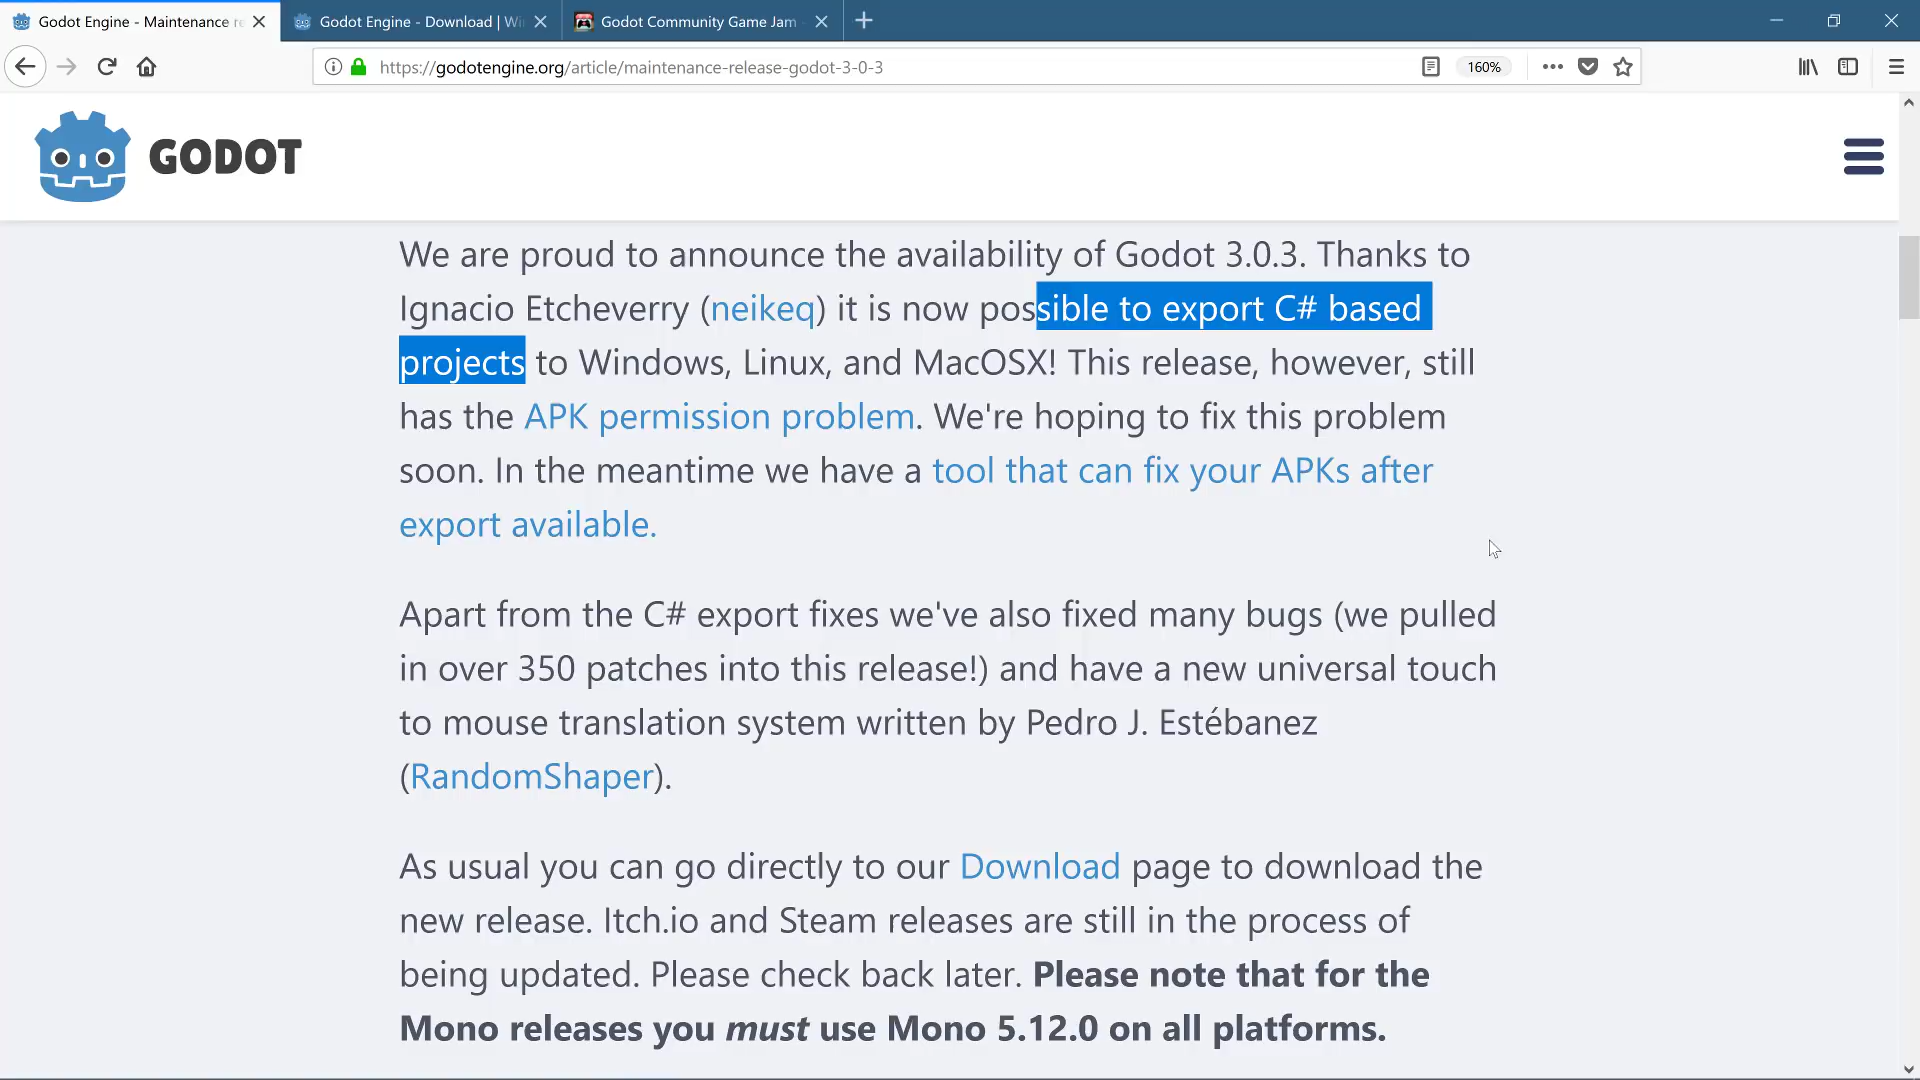 Godot Engine - Maintenance re
Godot Engine - Download | Wi
Godot Community Game Jam
https://godotengine.org/article/maintenance-release-godot-3-0-3
160%
GODOT
We are proud to announce the availability of Godot 3.0.3. Thanks to
Ignacio Etcheverry (neikeq) it is now possible to export C# based
projects to Windows, Linux, and MacOSX! This release, however, still
has the APK permission problem. We're hoping to fix this problem
soon. In the meantime we have a tool that can fix your APKs after
export available.
Apart from the C# export fixes we've also fixed many bugs (we pulled
in over 350 patches into this release!) and have a new universal touch
to mouse translation system written by Pedro J. Estébanez
(RandomShaper).
As usual you can go directly to our Download page to download the
new release. Itch.io and Steam releases are still in the process of
being updated. Please check back later. Please note that for the
Mono releases you must use Mono 5.12.0 on all platforms.